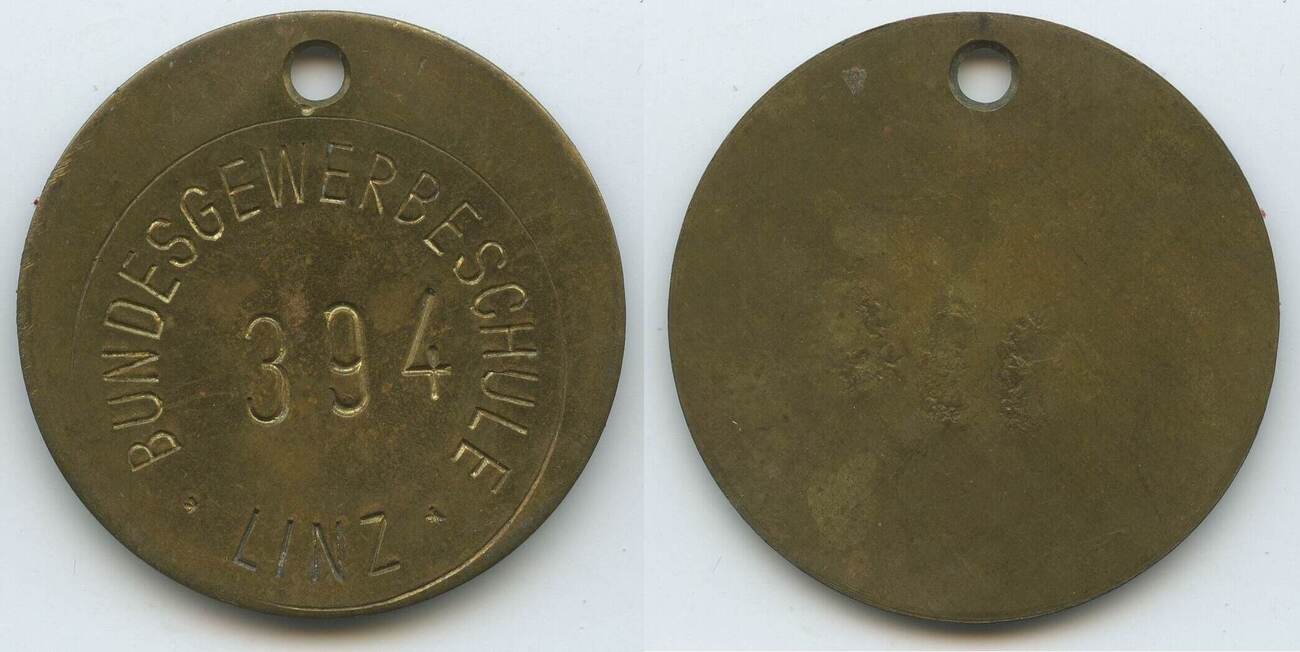 BUNDESGEWERBESCHULE
394
* LINZ *